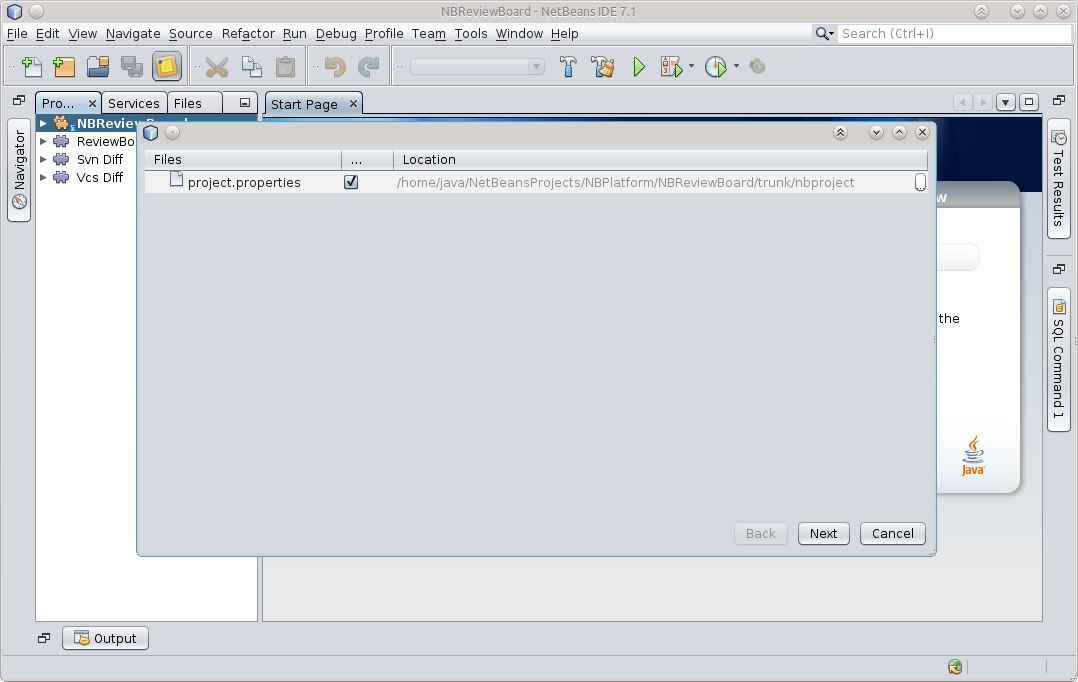 NBReviewBoard - NetBeans IDE 7.1
File Edit View Navigate Source Refactor Run Debug Profile Team Tools Window Help
Search (Ctrl+I)
Pro... Services Files Start Page
Navigator
NBReviewBoard
ReviewBo
Svn Diff
Vcs Diff
Files ... Location
project.properties /home/java/NetBeansProjects/NBPlatform/NBReviewBoard/trunk/nbproject ...
w
the
Java
Back Next Cancel
Test Results
SQL Command 1
Output